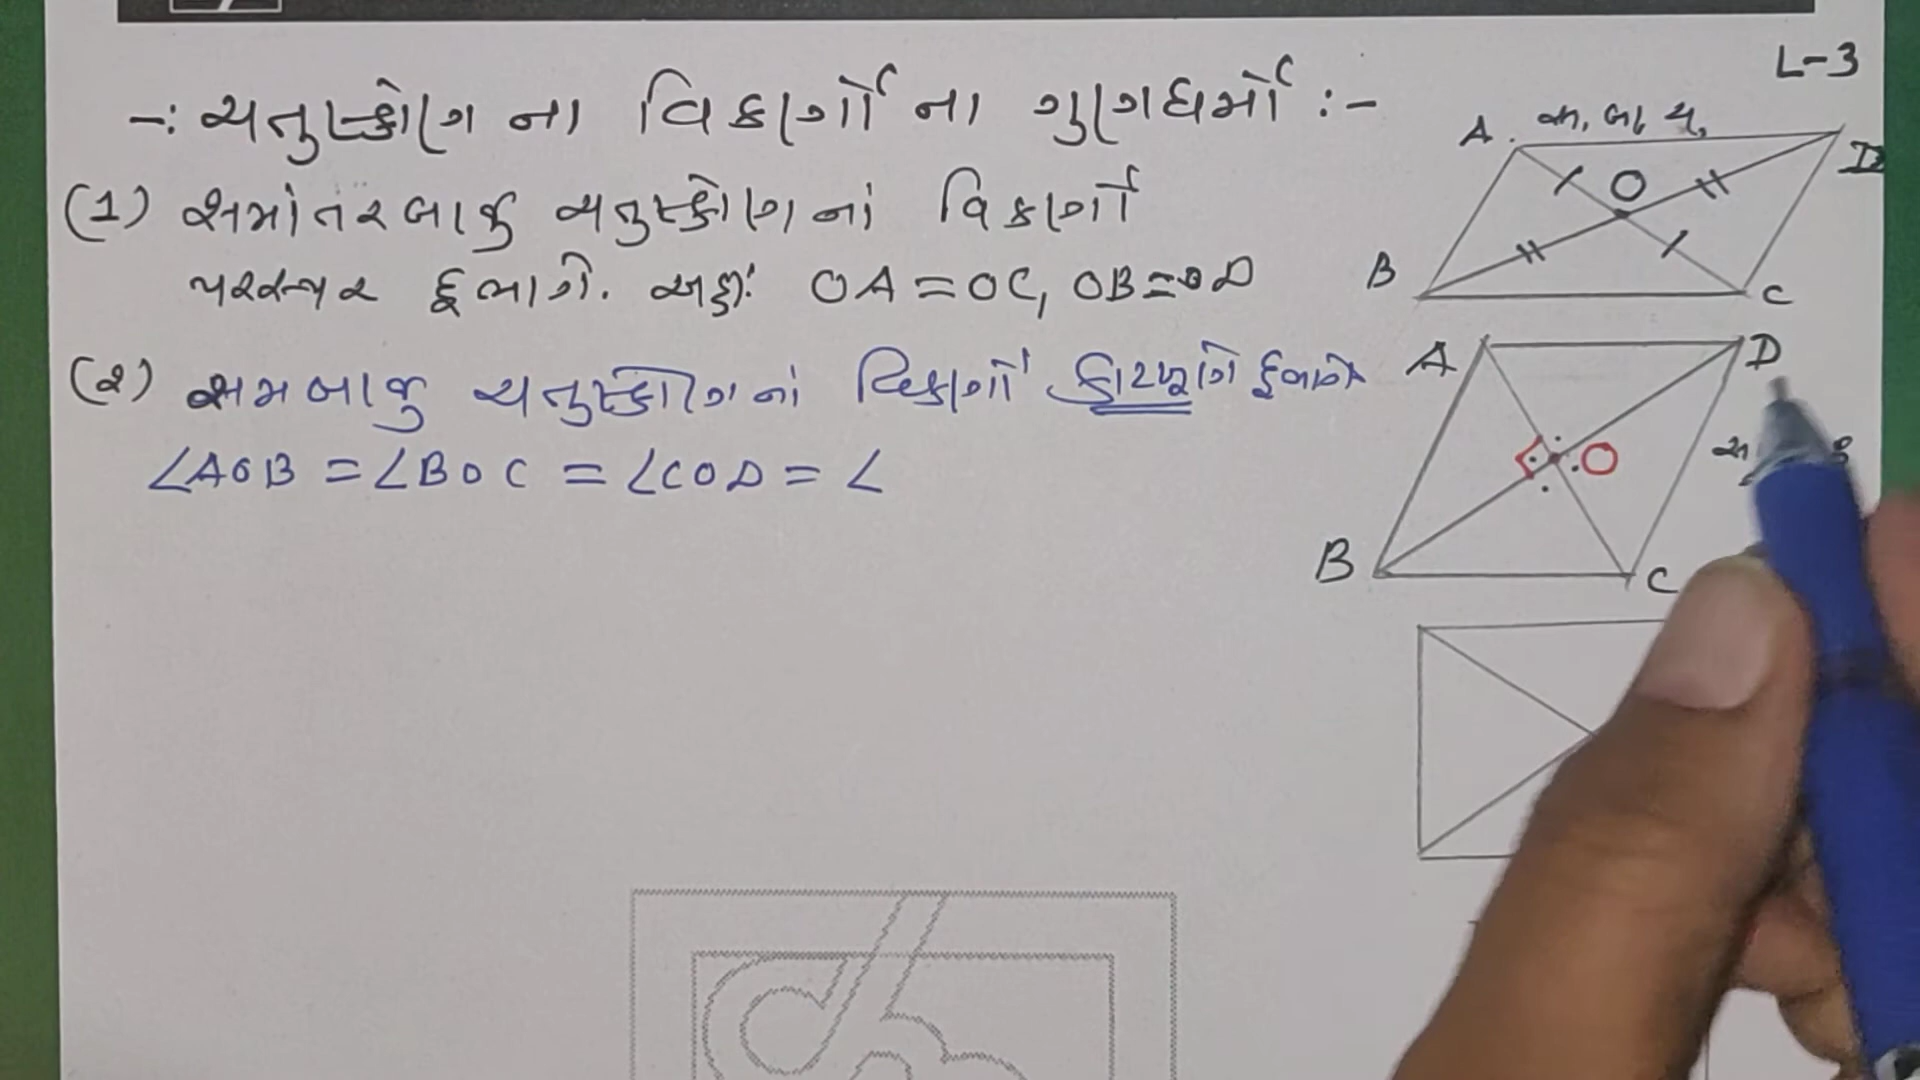 L-3
-: ચતુષ્કોણ ના વિકર્ણો ના ગુણધર્મો :-
(1) સમાંતરબાજુ ચતુષ્કોણનાં વિકર્ણો
પરસ્પર દુભાગે. અહીં: OA = OC, OB = OD
(૨) સમબાજુ ચતુષ્કોણનાં વિકર્ણો કાટખૂણે દુભાગે
∠AOB = ∠BOC = ∠COD = ∠
A સ. બા. ચ. D
O
B C
A D
O
B C